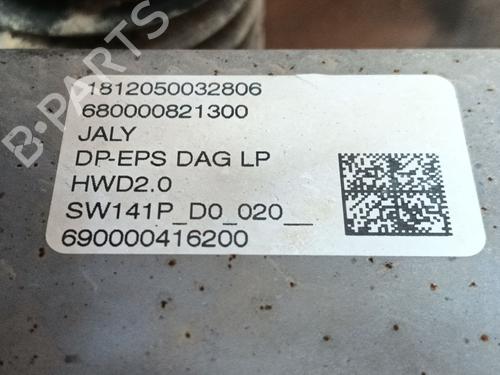 1812050032806
680000821300
JALY
DP-EPS DAG LP
HWD2.0
SW141P_D0_020__
690000416200
B-PARTS